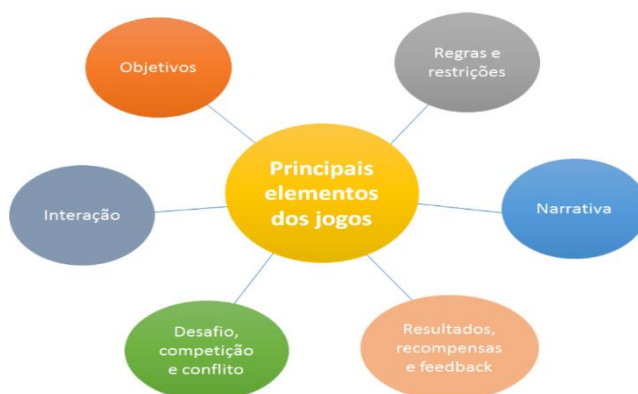 Objetivos
Regras e
restrições
Principais
elementos
dos jogos
Interação
Narrativa
Desafio,
competição
e conflito
Resultados,
recompensas
e feedback